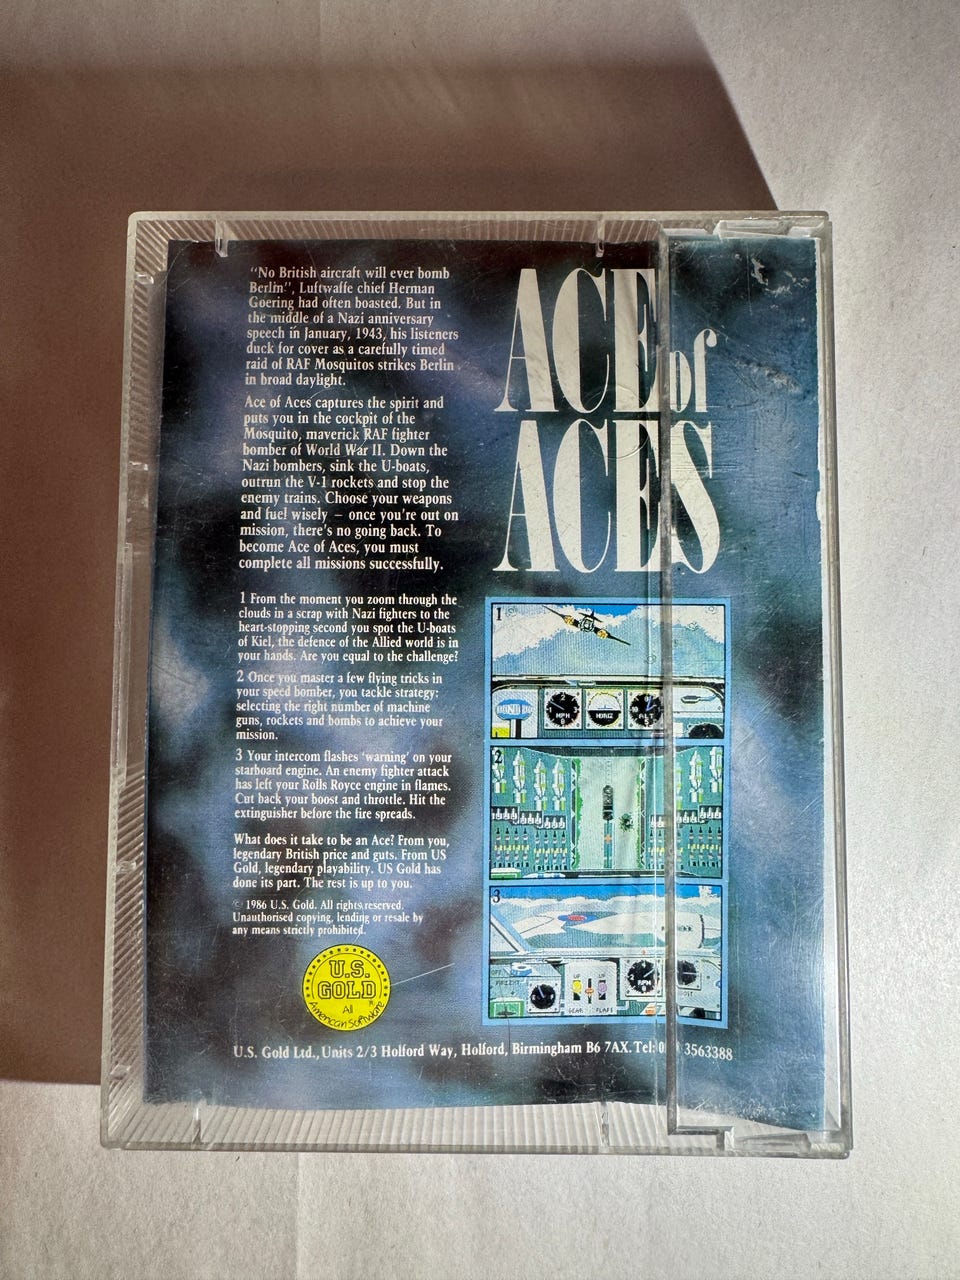 "No British aircraft will ever bomb
Berlin", Luftwaffe chief Herman
Goering had often boasted. But in
the middle of a Nazi anniversary
speech in January, 1943, his listeners
duck for cover as a carefully timed
raid of RAF Mosquitos strikes Berlin
in broad daylight.
Ace of Aces captures the spirit and
puts you in the cockpit of the
Mosquito, maverick RAF fighter
bomber of World War II. Down the
Nazi bombers, sink the U-boats,
outrun the V-1 rockets and stop the
enemy trains. Choose your weapons
and fuel wisely – once you're out on
mission, there's no going back. To
become Ace of Aces, you must
complete all missions successfully.
1 From the moment you zoom through the
clouds in a scrap with Nazi fighters to the
heart-stopping second you spot the U-boats
of Kiel, the defence of the Allied world is in
your hands. Are you equal to the challenge?
2 Once you master a few flying tricks in
your speed bomber, you tackle strategy:
selecting the right number of machine
guns, rockets and bombs to achieve your
mission.
3 Your intercom flashes 'warning' on your
starboard engine. An enemy fighter attack
has left your Rolls Royce engine in flames.
Cut back your boost and throttle. Hit the
extinguisher before the fire spreads.
What does it take to be an Ace? From you,
legendary British price and guts. From US
Gold, legendary playability. US Gold has
done its part. The rest is up to you.
© 1986 U.S. Gold. All rights reserved.
Unauthorised copying, lending or resale by
any means strictly prohibited.
U.S.
GOLD
All
American Software
ACE of
ACES
1
MPH
HORIZ
ALT
2
3
RPM
GEAR
FLAPS
U.S. Gold Ltd., Units 2/3 Holford Way, Holford, Birmingham B6 7AX. Tel: 3563388